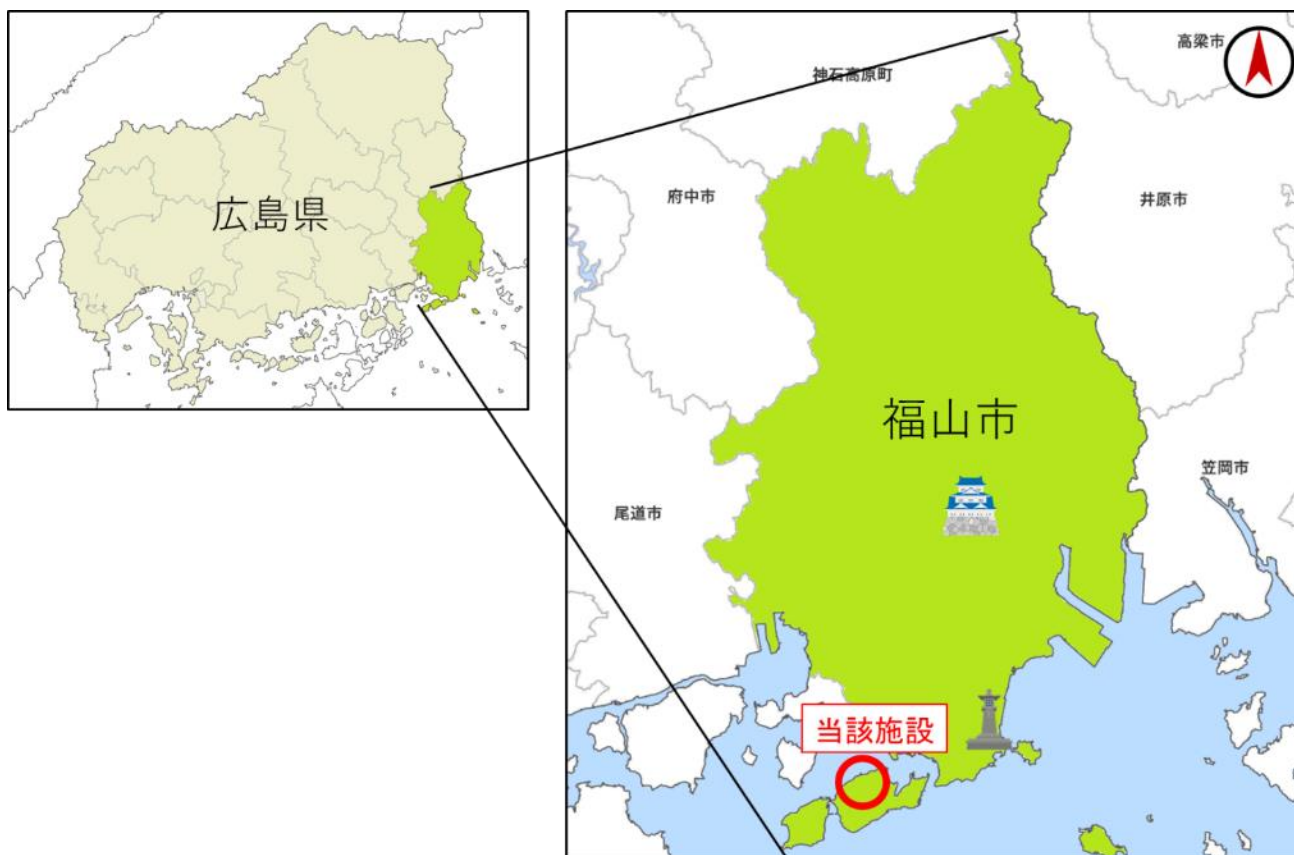 広島県
神石高原町
高梁市
府中市
井原市
福山市
笠岡市
尾道市
当該施設